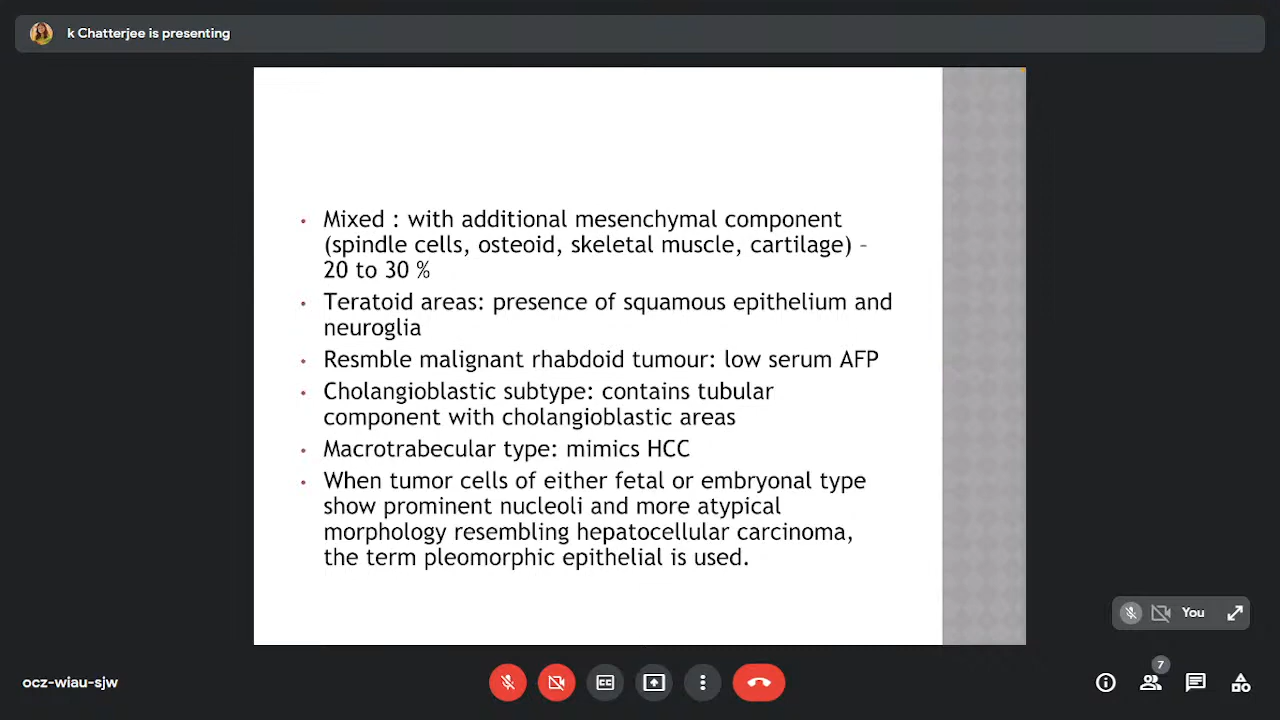 k Chatterjee is presenting
• Mixed : with additional mesenchymal component
(spindle cells, osteoid, skeletal muscle, cartilage) –
20 to 30 %
• Teratoid areas: presence of squamous epithelium and
neuroglia
• Resmble malignant rhabdoid tumour: low serum AFP
• Cholangioblastic subtype: contains tubular
component with cholangioblastic areas
• Macrotrabecular type: mimics HCC
• When tumor cells of either fetal or embryonal type
show prominent nucleoli and more atypical
morphology resembling hepatocellular carcinoma,
the term pleomorphic epithelial is used.
You
ocz-wiau-sjw
CC
7